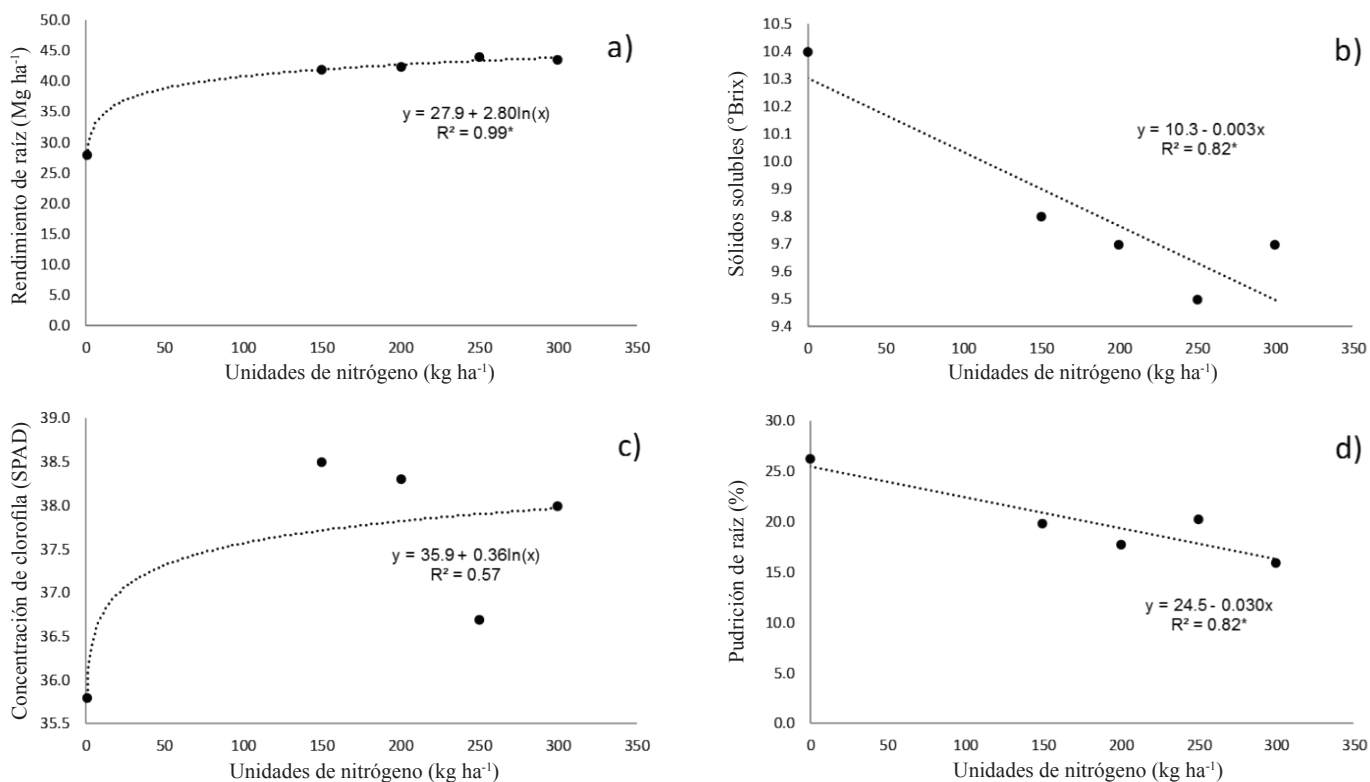 a)
Rendimiento de raíz (Mg ha-1)
50.0
45.0
40.0
35.0
30.0
25.0
20.0
15.0
10.0
5.0
0.0
y = 27.9 + 2.80ln(x)
R² = 0.99*
0 50 100 150 200 250 300 350
Unidades de nitrógeno (kg ha-1)
b)
Sólidos solubles (°Brix)
10.5
10.4
10.3
10.2
10.1
10.0
9.9
9.8
9.7
9.6
9.5
9.4
y = 10.3 - 0.003x
R² = 0.82*
0 50 100 150 200 250 300 350
Unidades de nitrógeno (kg ha-1)
c)
Concentración de clorofila (SPAD)
39.0
38.5
38.0
37.5
37.0
36.5
36.0
35.5
y = 35.9 + 0.36ln(x)
R² = 0.57
0 50 100 150 200 250 300 350
Unidades de nitrógeno (kg ha-1)
d)
Pudrición de raíz (%)
30.0
25.0
20.0
15.0
10.0
5.0
0.0
y = 24.5 - 0.030x
R² = 0.82*
0 50 100 150 200 250 300 350
Unidades de nitrógeno (kg ha-1)